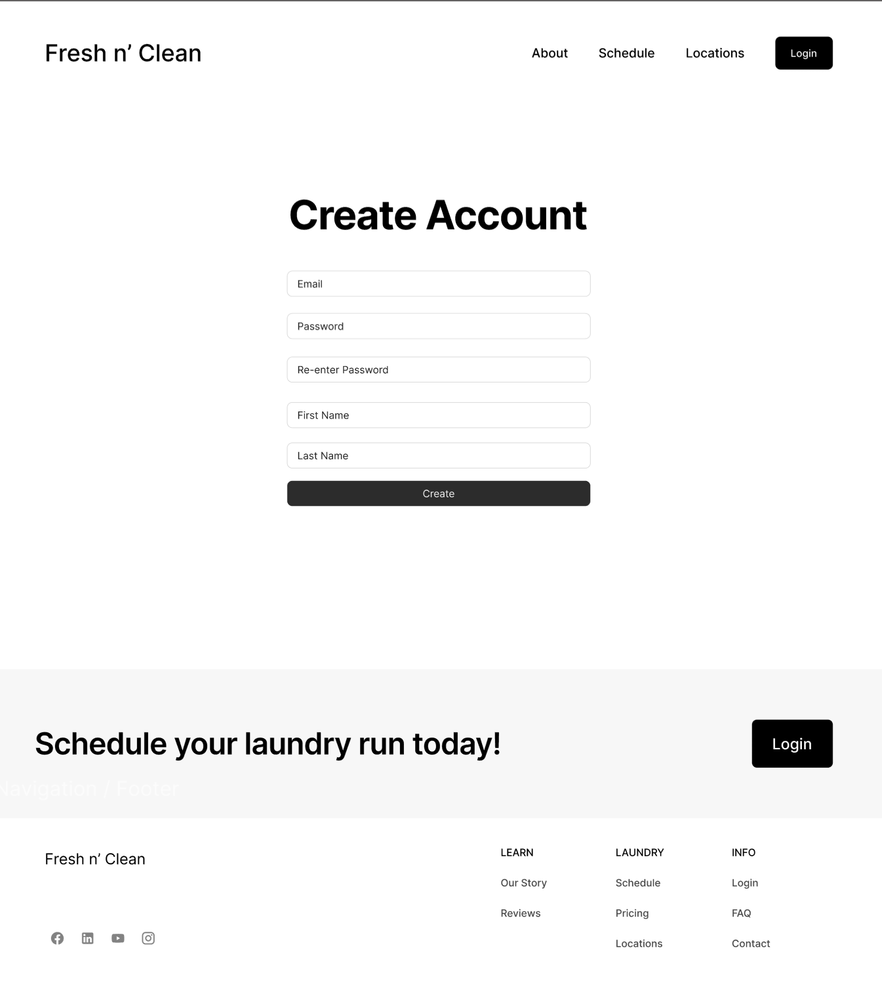 Fresh n’ Clean
About
Schedule
Locations
Login
Create Account
Email
Password
Re-enter Password
First Name
Last Name
Create
Schedule your laundry run today!
Login
Navigation / Footer
Fresh n’ Clean
LEARN
Our Story
Reviews
LAUNDRY
Schedule
Pricing
Locations
INFO
Login
FAQ
Contact